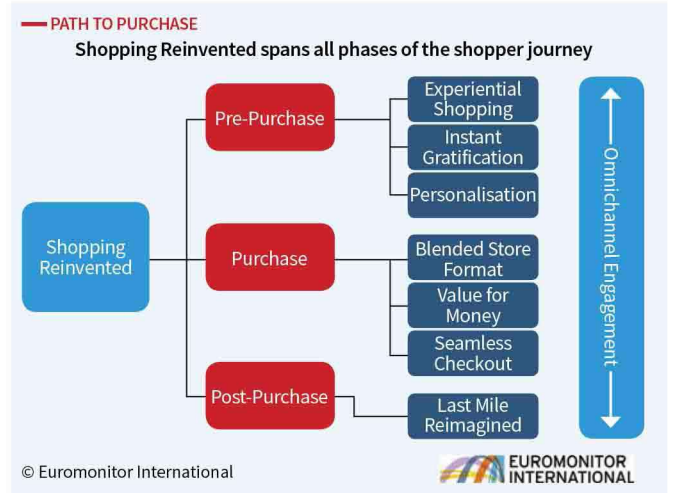 PATH TO PURCHASE
Shopping Reinvented spans all phases of the shopper journey
Shopping
Reinvented
Pre-Purchase
Experiential
Shopping
Instant
Gratification
Personalisation
Purchase
Blended Store
Format
Value for
Money
Seamless
Checkout
Post-Purchase
Last Mile
Reimagined
Omnichannel Engagement
© Euromonitor International
EUROMONITOR
INTERNATIONAL